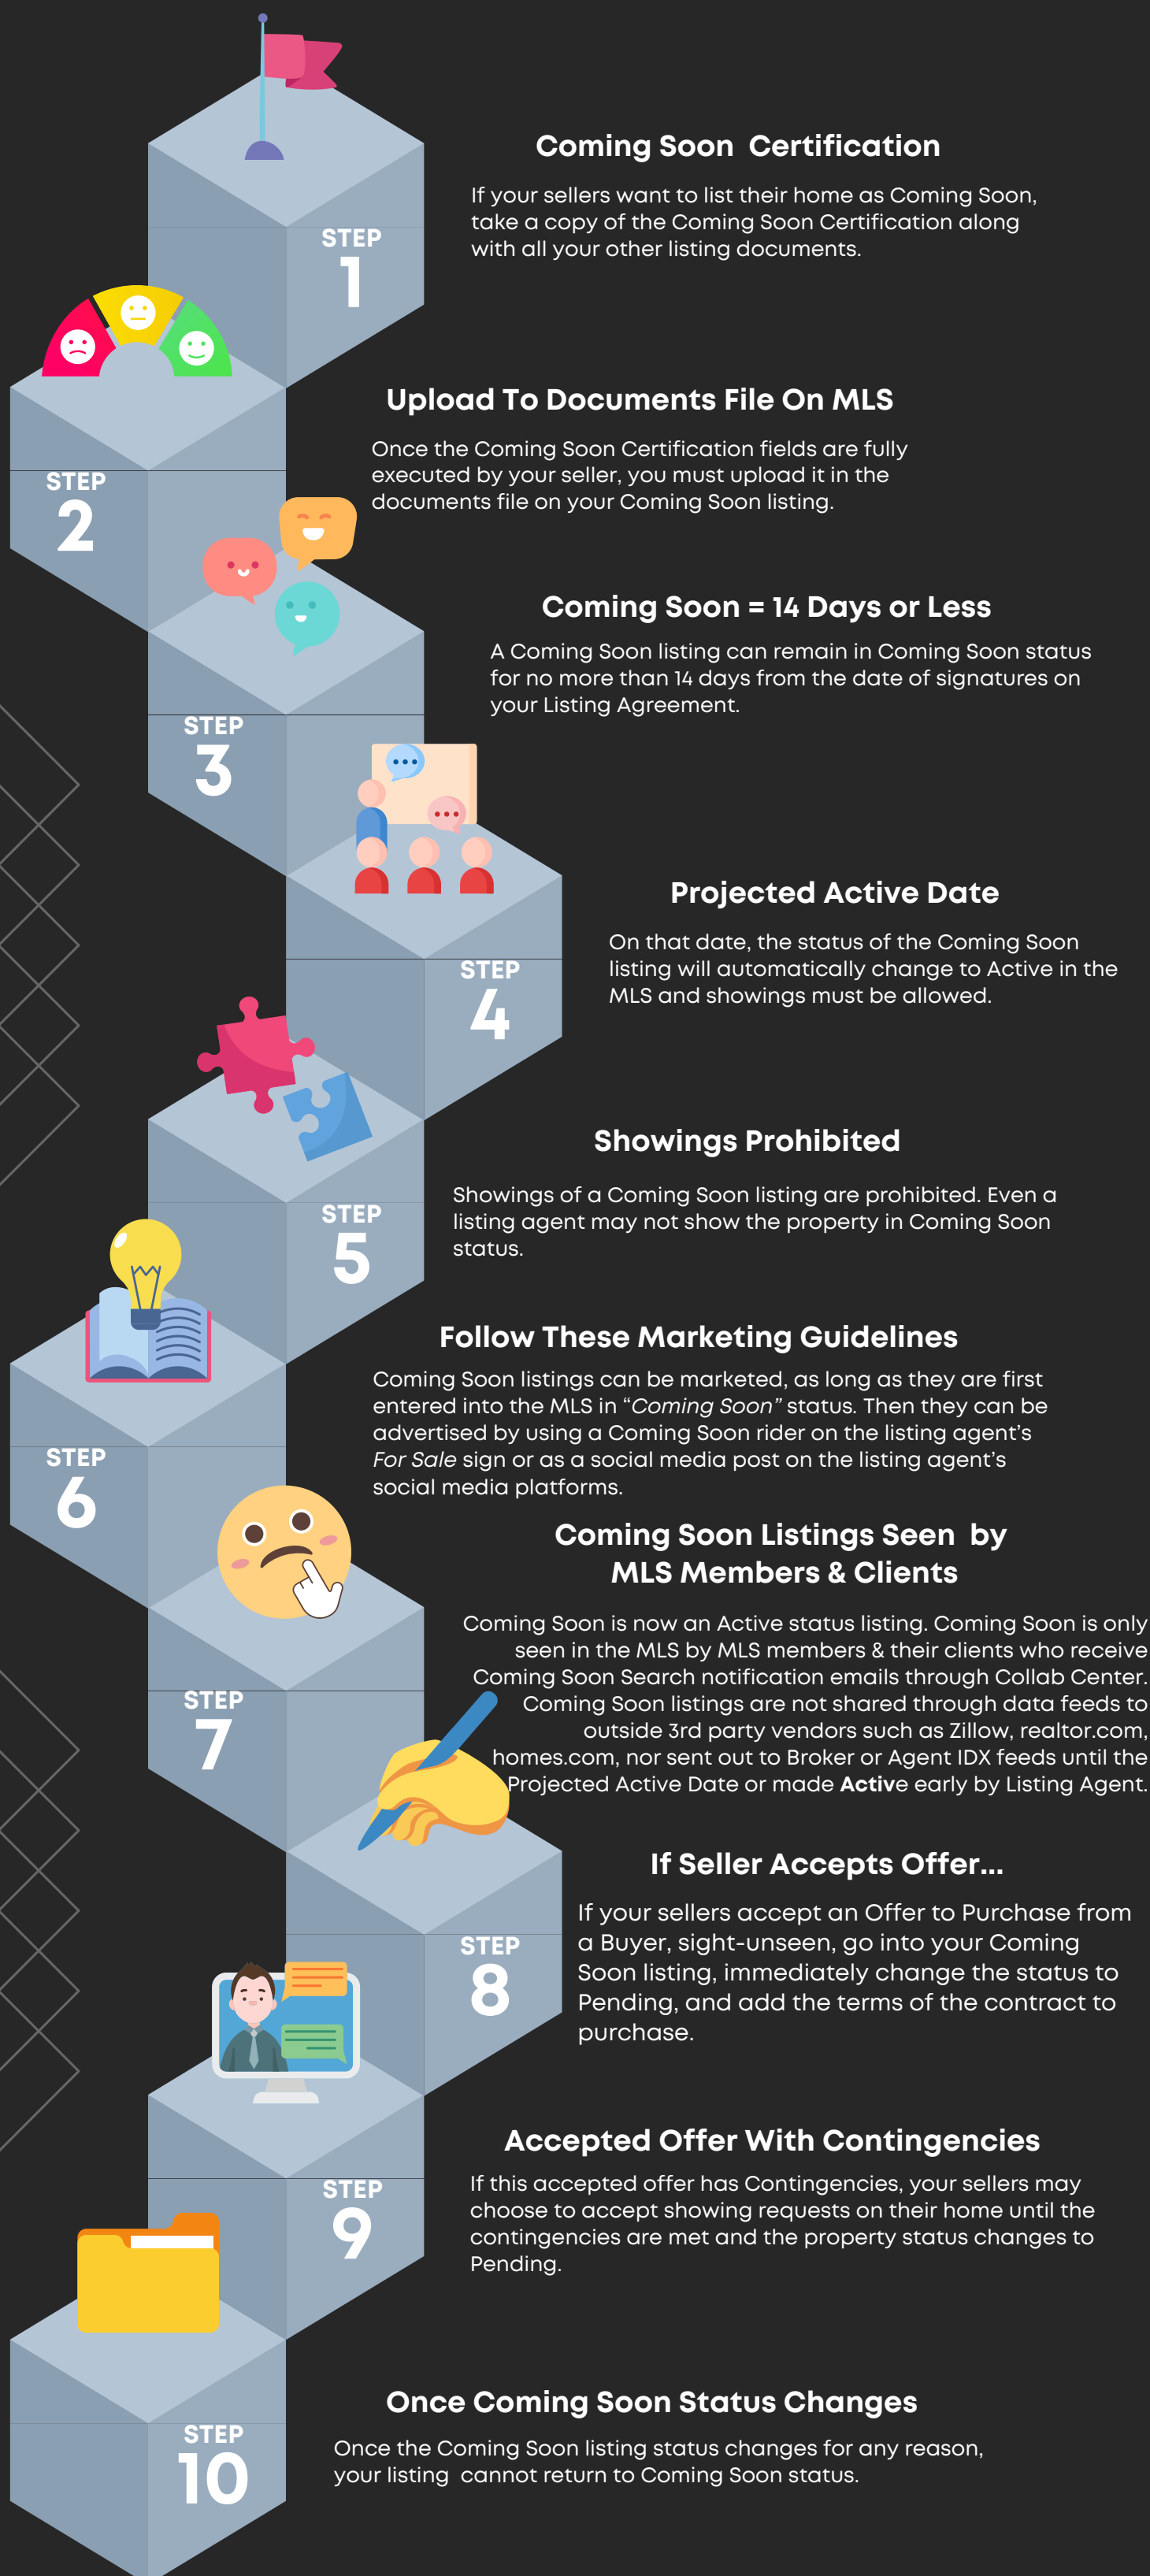 Coming Soon  Certification
If your sellers want to list their home as Coming Soon,
take a copy of the Coming Soon Certification along
with all your other listing documents.
STEP
1
Upload To Documents File On MLS
Once the Coming Soon Certification fields are fully
executed by your seller, you must upload it in the
documents file on your Coming Soon listing.
STEP
2
Coming Soon = 14 Days or Less
A Coming Soon listing can remain in Coming Soon status
for no more than 14 days from the date of signatures on
your Listing Agreement.
STEP
3
Projected Active Date
On that date, the status of the Coming Soon
listing will automatically change to Active in the
MLS and showings must be allowed.
STEP
4
Showings Prohibited
Showings of a Coming Soon listing are prohibited. Even a
listing agent may not show the property in Coming Soon
status.
STEP
5
Follow These Marketing Guidelines
Coming Soon listings can be marketed, as long as they are first
entered into the MLS in “Coming Soon” status. Then they can be
advertised by using a Coming Soon rider on the listing agent’s
For Sale sign or as a social media post on the listing agent’s
social media platforms.
STEP
6
Coming Soon Listings Seen  by
MLS Members & Clients
Coming Soon is now an Active status listing. Coming Soon is only
seen in the MLS by MLS members & their clients who receive
Coming Soon Search notification emails through Collab Center.
Coming Soon listings are not shared through data feeds to
outside 3rd party vendors such as Zillow, realtor.com,
homes.com, nor sent out to Broker or Agent IDX feeds until the
Projected Active Date or made Active early by Listing Agent.
STEP
7
If Seller Accepts Offer...
If your sellers accept an Offer to Purchase from
a Buyer, sight-unseen, go into your Coming
Soon listing, immediately change the status to
Pending, and add the terms of the contract to
purchase.
STEP
8
Accepted Offer With Contingencies
If this accepted offer has Contingencies, your sellers may
choose to accept showing requests on their home until the
contingencies are met and the property status changes to
Pending.
STEP
9
Once Coming Soon Status Changes
Once the Coming Soon listing status changes for any reason,
your listing  cannot return to Coming Soon status.
STEP
10